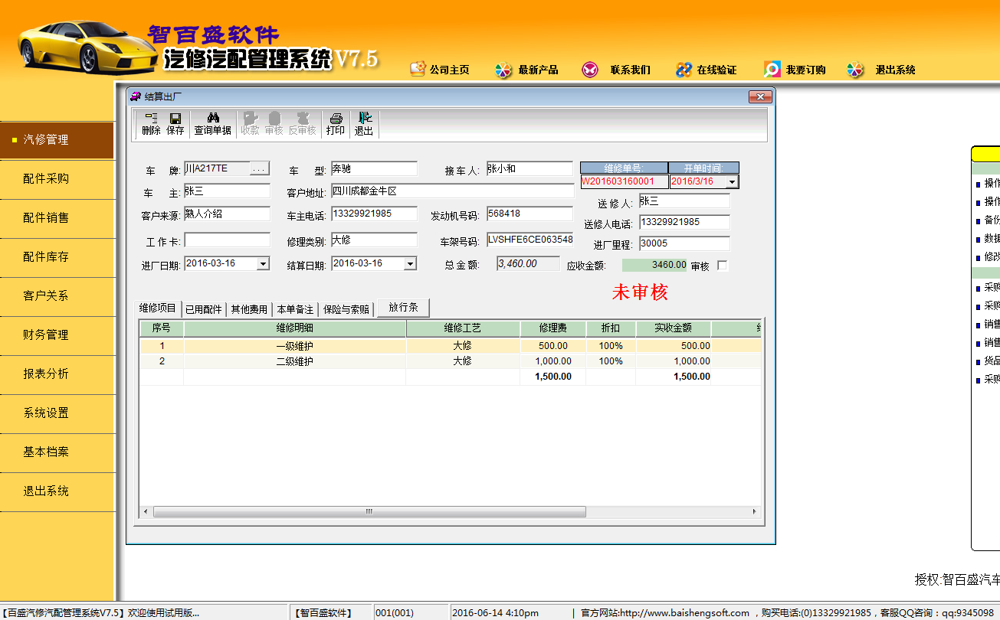 智百盛软件
汽修汽配管理系统V7.5
公司主页 最新产品 联系我们 在线验证 我要订购 退出系统
汽修管理
配件采购
配件销售
配件库存
客户关系
财务管理
报表分析
系统设置
基本档案
退出系统
结算出厂
删除 保存 查询单据 收款 审核 反审核 打印 退出
车 牌: 川A217TE ... 车 型: 奔驰 接车人: 张小和 维修单号: 开单时间:
W201603160001 2016/3/16
车 主: 张三 客户地址: 四川成都金牛区 送修人: 张三
客户来源: 熟人介绍 车主电话: 13329921985 发动机号码: 568418 送修人电话: 13329921985
工作卡: 修理类别: 大修 车架号码: LVSHFE6CE063548 进厂里程: 30005
进厂日期: 2016-03-16 结算日期: 2016-03-16 总金额: 3,460.00 应收金额: 3460.00 审核
未审核
维修项目 已用配件 其他费用 本单备注 保险与索赔 放行条
序号 维修明细 维修工艺 修理费 折扣 实收金额
1 一级维护 大修 500.00 100% 500.00
2 二级维护 大修 1,000.00 100% 1,000.00
1,500.00 1,500.00
操作
操作
备份
数据
修改
采购
采购
销售
销售
货品
采购
授权:智百盛汽车
【百盛汽修汽配管理系统V7.5】欢迎使用试用版... 【智百盛软件】 001(001) 2016-06-14 4:10pm | 官方网站:http://www.baishengsoft.com ，购买电话:(0)13329921985，客服QQ咨询：qq:9345098